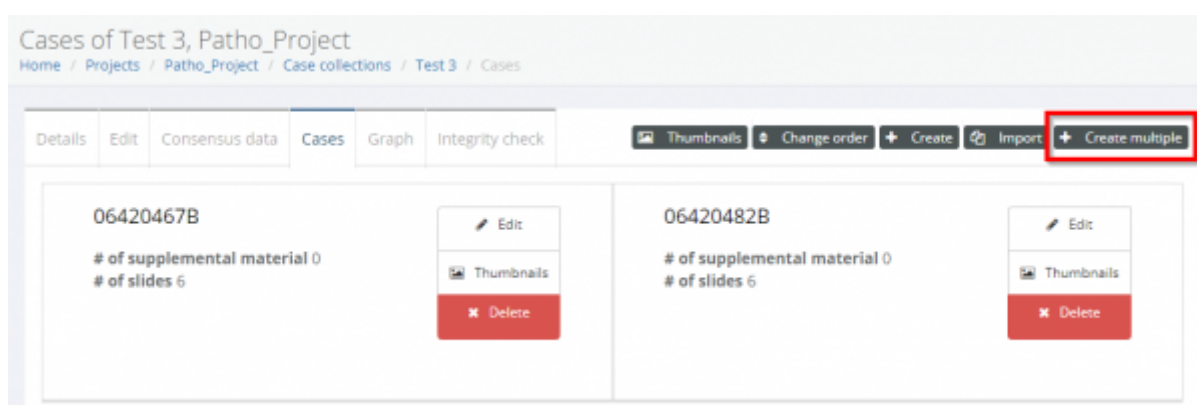 Cases of Test 3, Patho_Project
Home / Projects / Patho_Project / Case collections / Test 3 / Cases
Details Edit Consensus data Cases Graph Integrity check Thumbnails Change order Create Import Create multiple
06420467B
Edit
# of supplemental material 0
# of slides 6
Thumbnails
Delete
06420482B
Edit
# of supplemental material 0
# of slides 6
Thumbnails
Delete